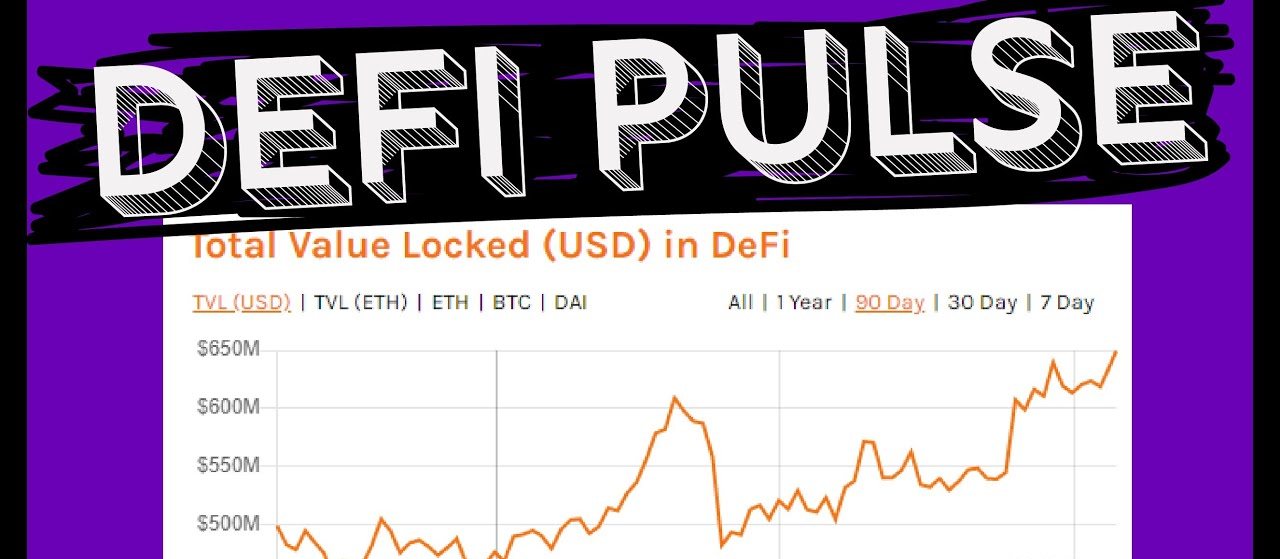 DEFI PULSE
Total Value Locked (USD) in DeFi
TVL (USD) | TVL (ETH) | ETH | BTC | DAI
All | 1 Year | 90 Day | 30 Day | 7 Day
$650M
$600M
$550M
$500M